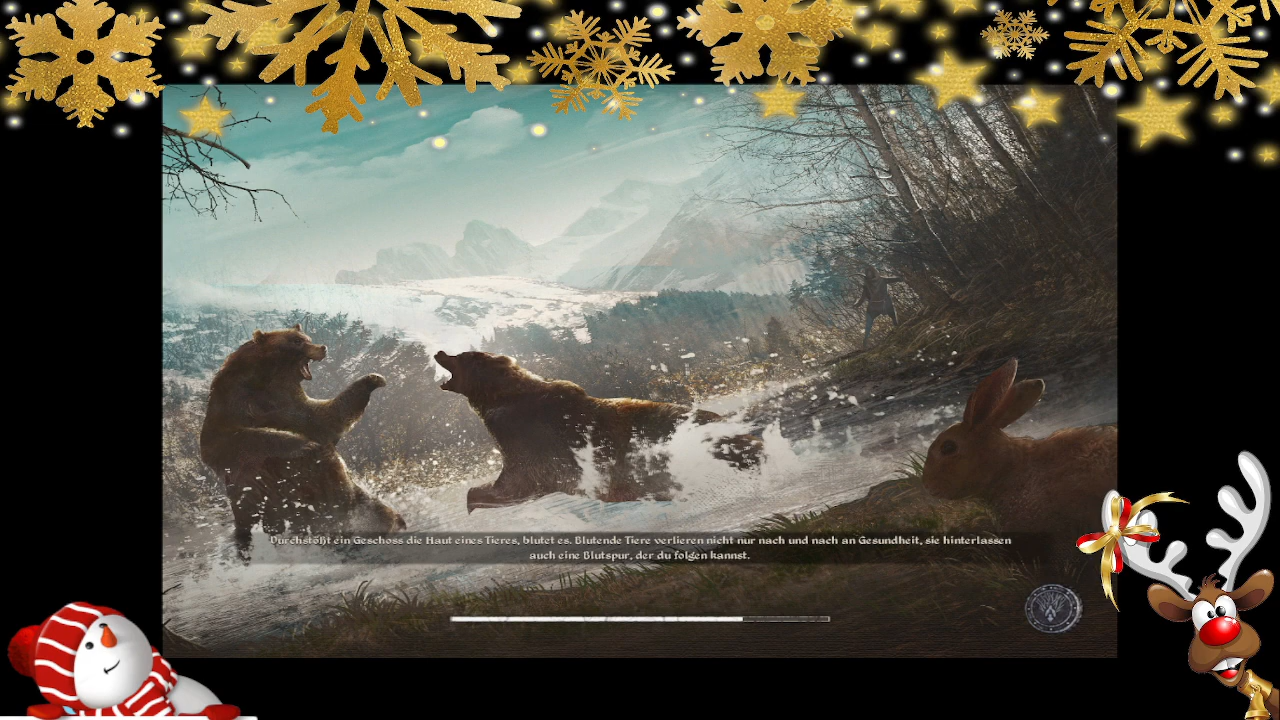 Durchstößt ein Geschoss die Haut eines Tieres, blutet es. Blutende Tiere verlieren nicht nur nach und nach an Gesundheit, sie hinterlassen
auch eine Blutspur, der du folgen kannst.